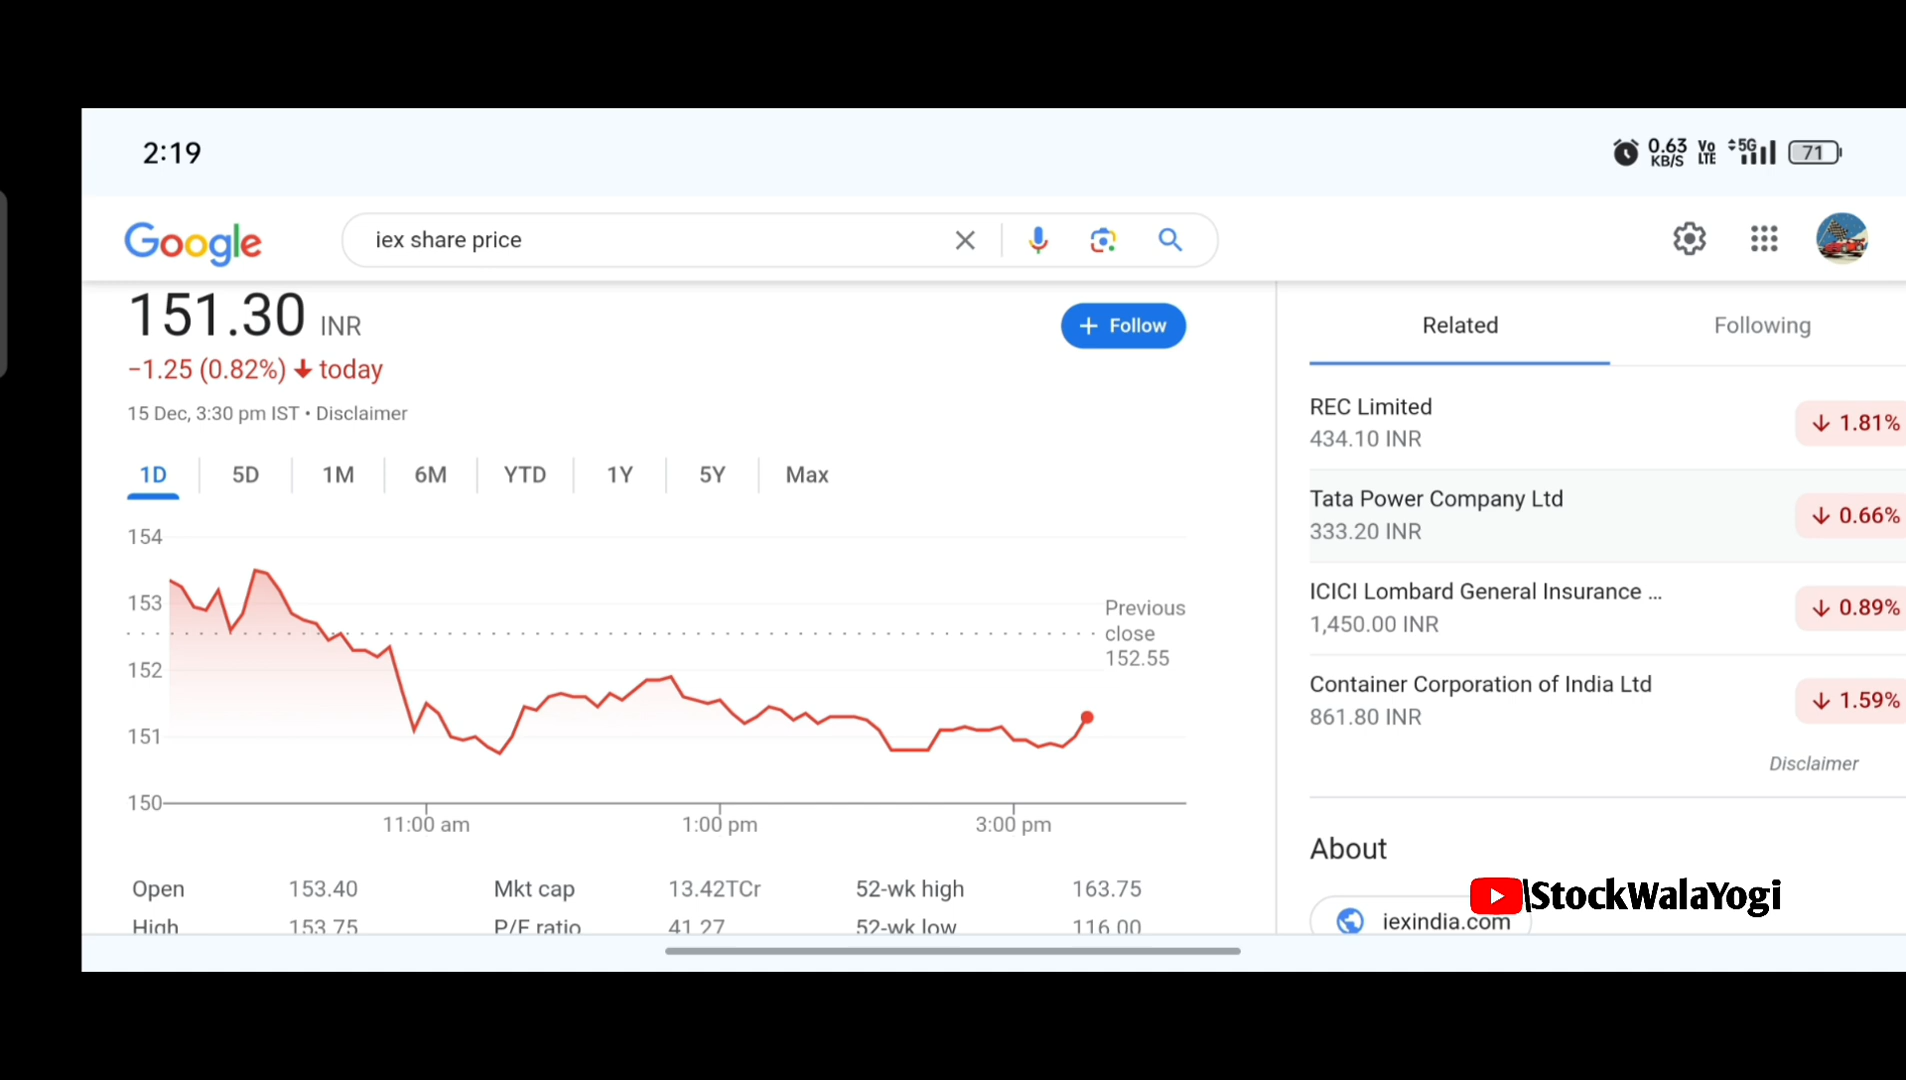 2:19
0.63 KB/S Vo LTE 5G 71
Google
iex share price
151.30 INR
+ Follow
−1.25 (0.82%) today
15 Dec, 3:30 pm IST • Disclaimer
1D 5D 1M 6M YTD 1Y 5Y Max
154
153
152
151
150
Previous
close
152.55
11:00 am 1:00 pm 3:00 pm
Open 153.40 Mkt cap 13.42TCr 52-wk high 163.75
High 153.75 P/E ratio 41.27 52-wk low 116.00
Related Following
REC Limited
434.10 INR
1.81%
Tata Power Company Ltd
333.20 INR
0.66%
ICICI Lombard General Insurance ...
1,450.00 INR
0.89%
Container Corporation of India Ltd
861.80 INR
1.59%
Disclaimer
About
\StockWalaYogi
iexindia.com